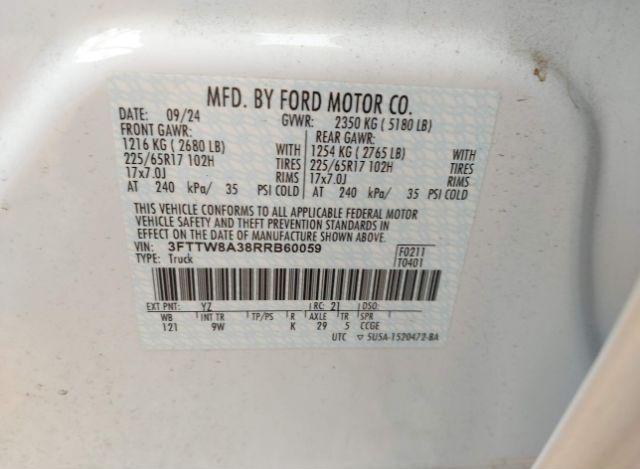 MFD. BY FORD MOTOR CO.
DATE: 09/24 GVWR: 2350 KG ( 5180 LB)
FRONT GAWR: REAR GAWR:
1216 KG ( 2680 LB) WITH 1254 KG ( 2765 LB) WITH
225/65R17 102H TIRES 225/65R17 102H TIRES
17x7.0J RIMS 17x7.0J RIMS
AT 240 kPa/ 35 PSI COLD AT 240 kPa/ 35 PSI COLD
THIS VEHICLE CONFORMS TO ALL APPLICABLE FEDERAL MOTOR
VEHICLE SAFETY AND THEFT PREVENTION STANDARDS IN
EFFECT ON THE DATE OF MANUFACTURE SHOWN ABOVE.
VIN: 3FTTW8A38RRB60059 F0211
TYPE: Truck T0401
EXT PNT: YZ RC: 21 DSO:
WB INT TR TP/PS R AXLE TR SPR
121 9W K 29 5 CCGE
UTC ▽ 5U5A-1520472-BA